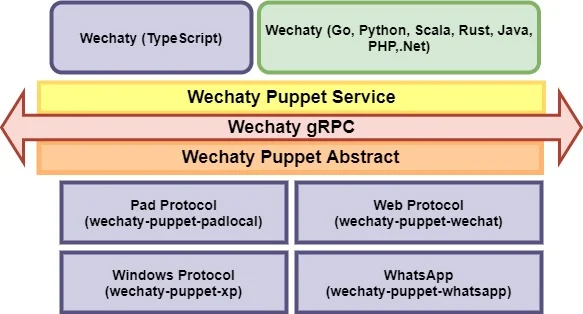 Wechaty (TypeScript)
Wechaty (Go, Python, Scala, Rust, Java,
PHP,.Net)
Wechaty Puppet Service
Wechaty gRPC
Wechaty Puppet Abstract
Pad Protocol
(wechaty-puppet-padlocal)
Web Protocol
(wechaty-puppet-wechat)
Windows Protocol
(wechaty-puppet-xp)
WhatsApp
(wechaty-puppet-whatsapp)